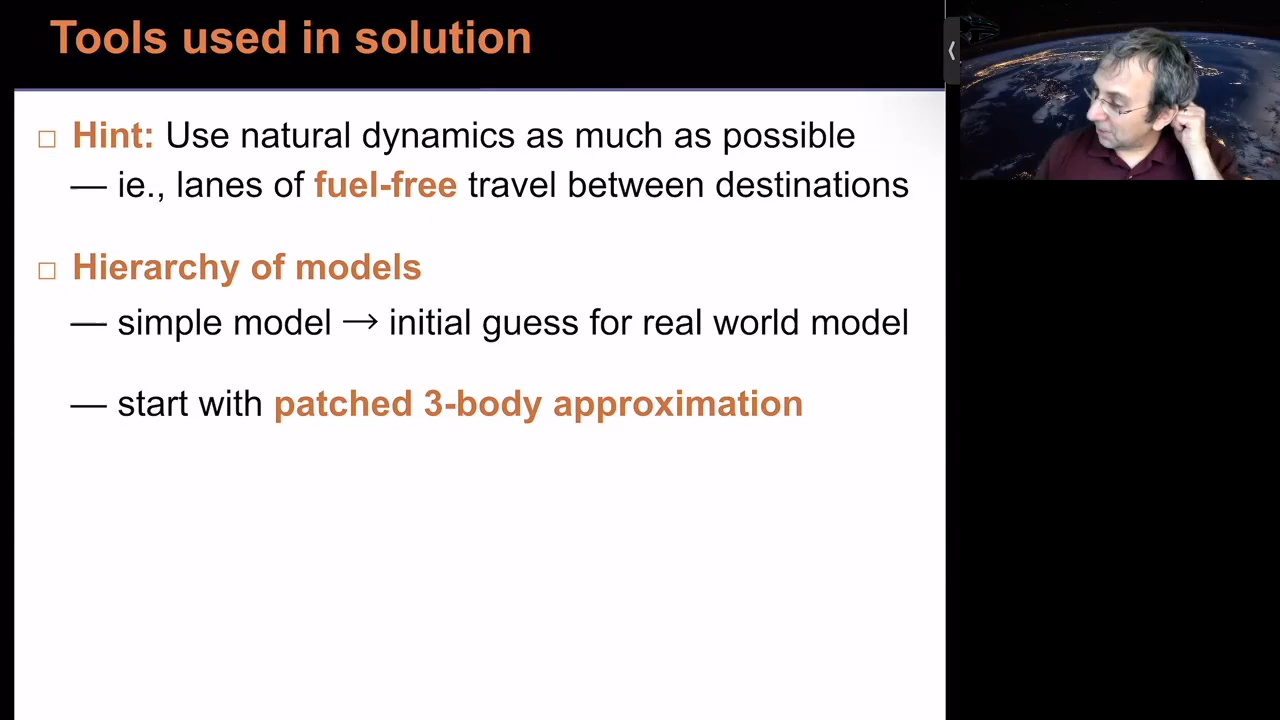 Tools used in solution
□ Hint: Use natural dynamics as much as possible
— ie., lanes of fuel-free travel between destinations
□ Hierarchy of models
— simple model → initial guess for real world model
— start with patched 3-body approximation